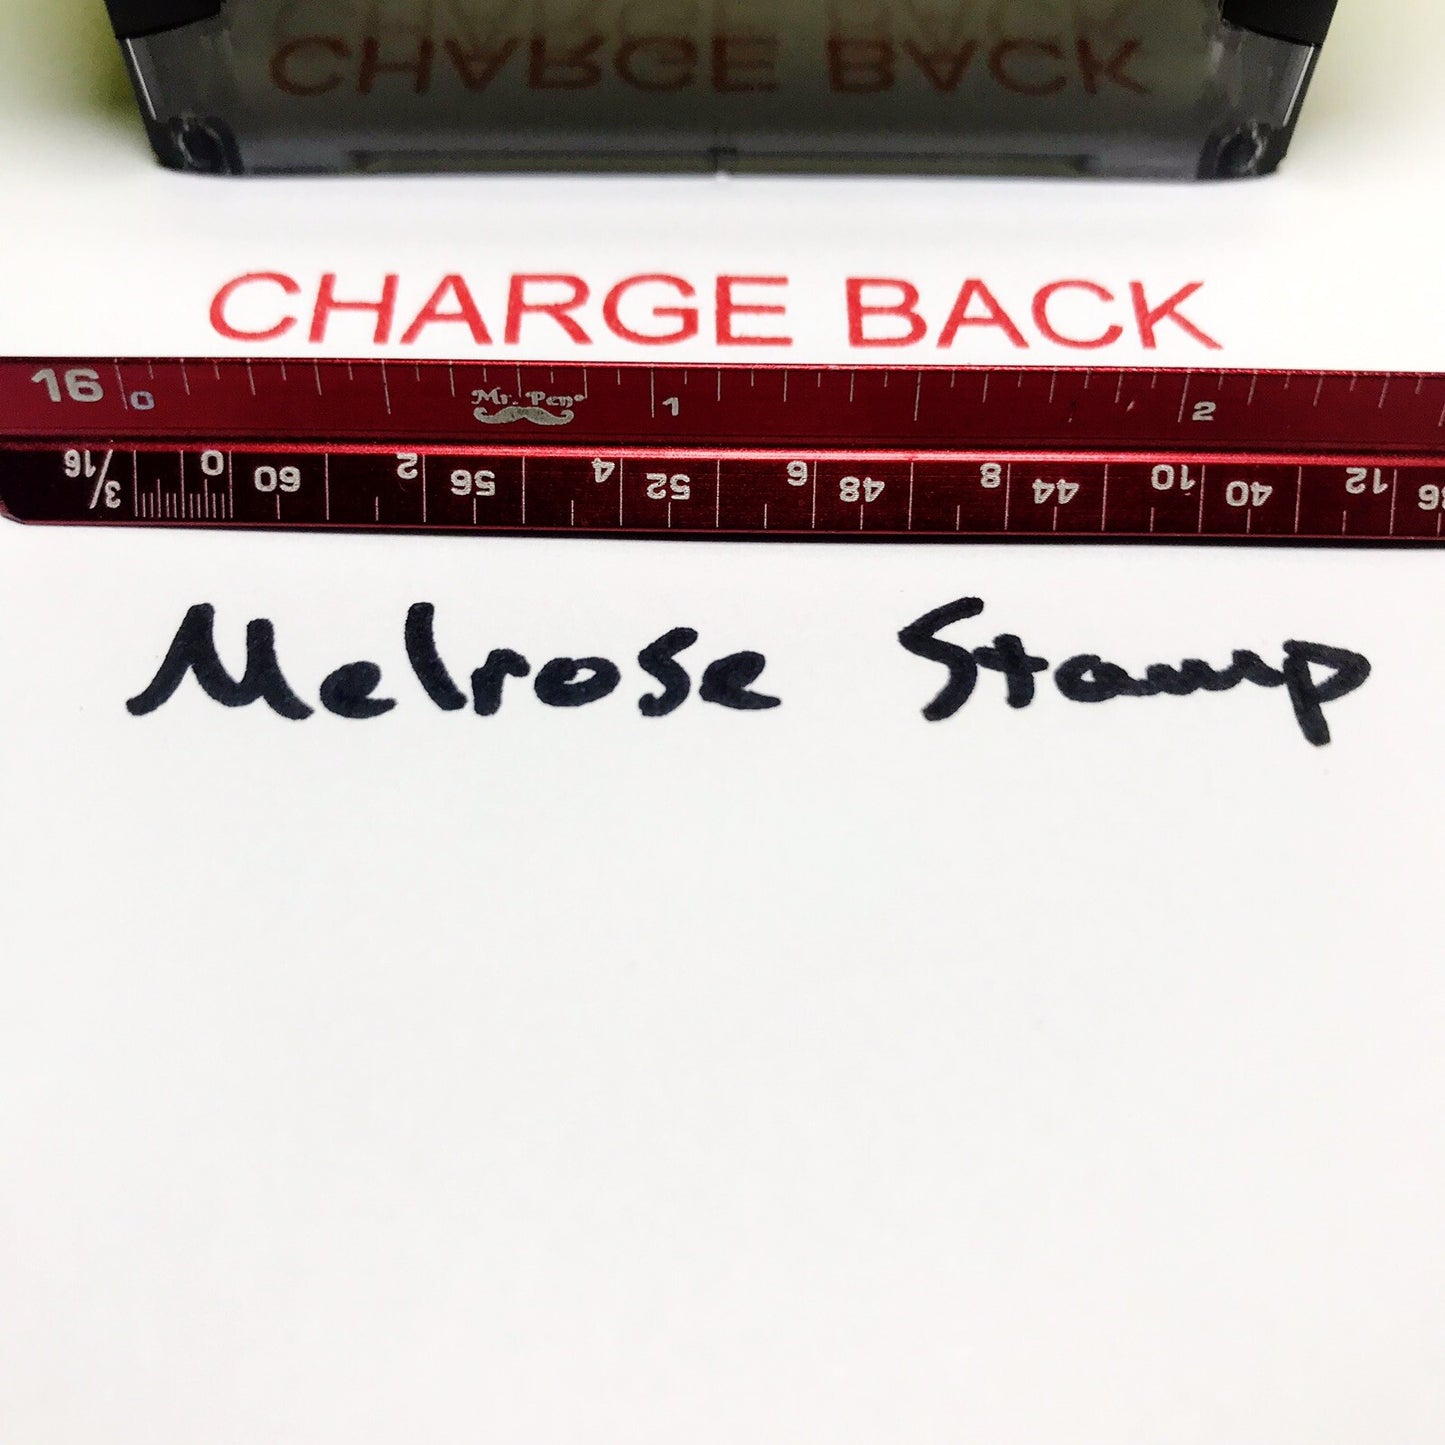 CHARGE BACK
CHARGE BACK
16 0 Mr. Pen 1 2
3/16 0 60 2 56 4 52 6 48 8 44 10 40 12
Melrose Stamp